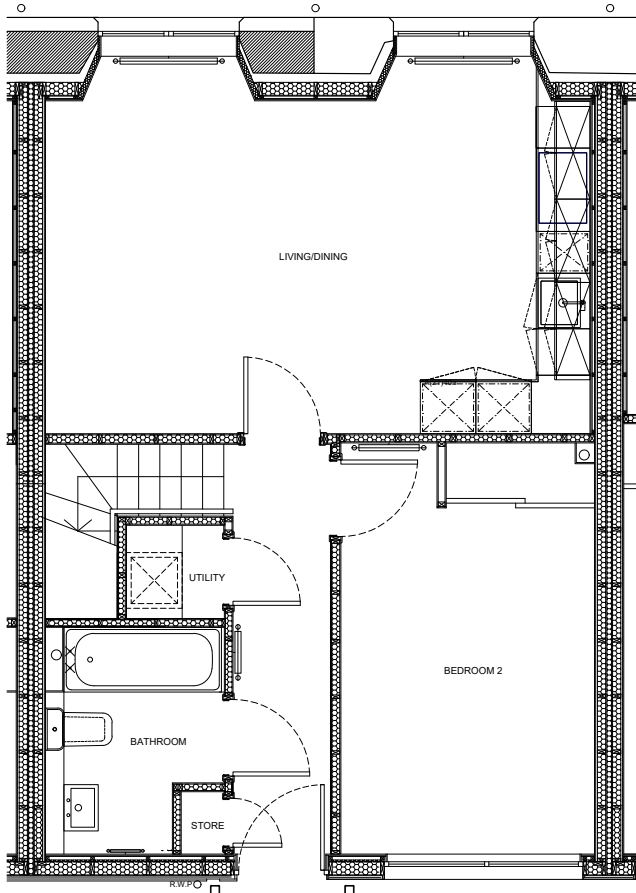 LIVING/DINING
UTILITY
BEDROOM 2
BATHROOM
STORE
R.W.P